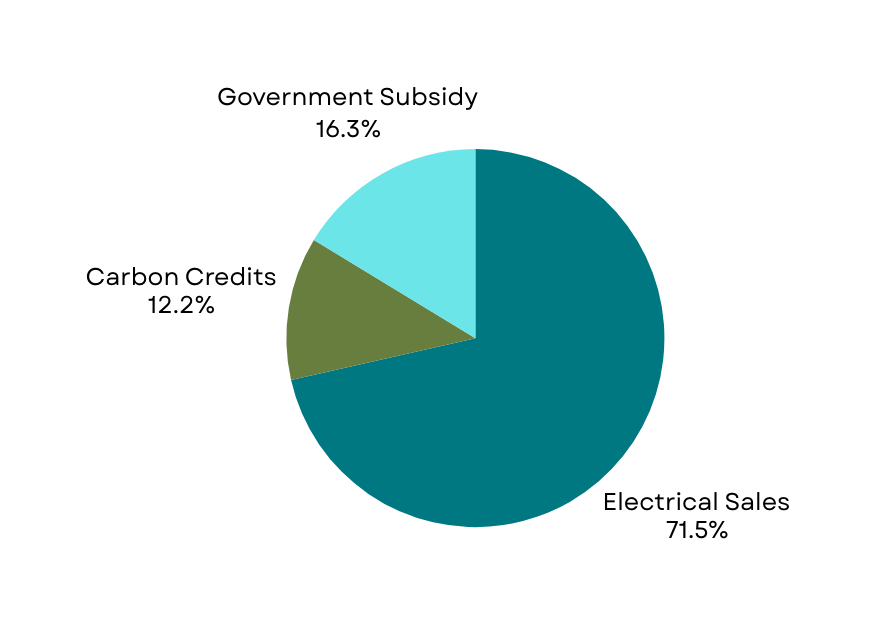 Government Subsidy
16.3%
Carbon Credits
12.2%
Electrical Sales
71.5%